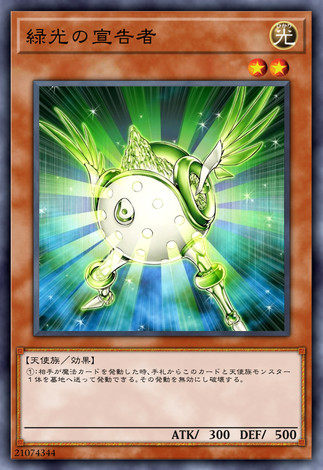 緑光の宣告者
光
【天使族／効果】
①：相手が魔法カードを発動した時、手札からこのカードと天使族モンスター
１体を墓地へ送って発動できる。その発動を無効にし破壊する。
ATK/ 300 DEF/ 500
21074344